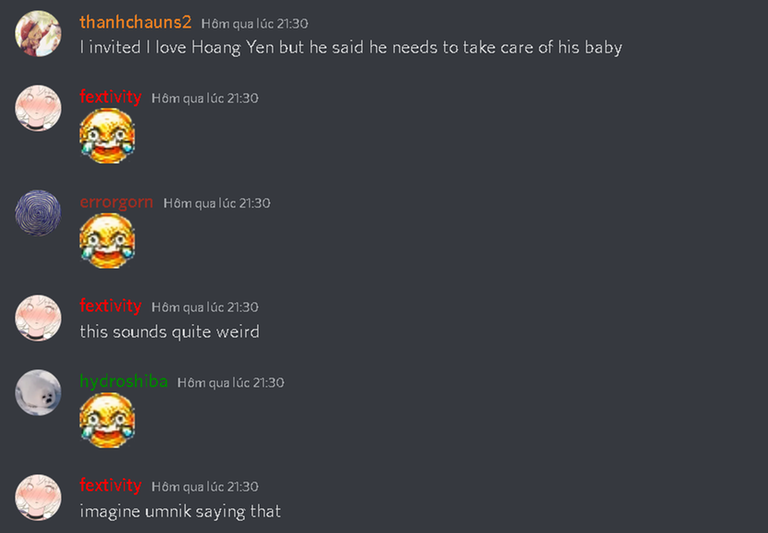 thanhchauns2 Hôm qua lúc 21:30
I invited I love Hoang Yen but he said he needs to take care of his baby
fextivity Hôm qua lúc 21:30
errorgorn Hôm qua lúc 21:30
fextivity Hôm qua lúc 21:30
this sounds quite weird
hydroshiba Hôm qua lúc 21:30
fextivity Hôm qua lúc 21:30
imagine umnik saying that